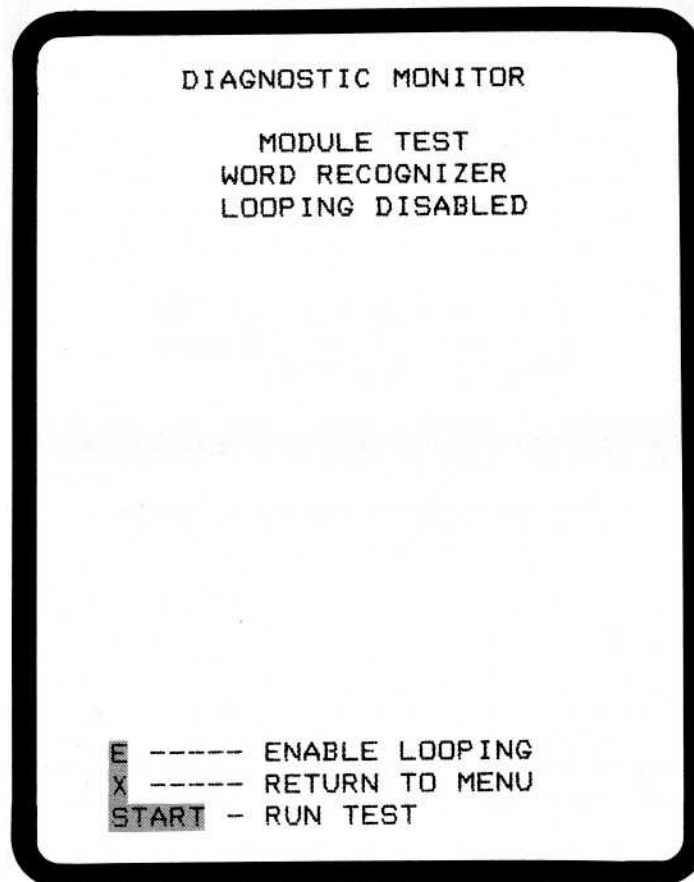 DIAGNOSTIC MONITOR
MODULE TEST
WORD RECOGNIZER
LOOPING DISABLED
E ----- ENABLE LOOPING
X ----- RETURN TO MENU
START - RUN TEST